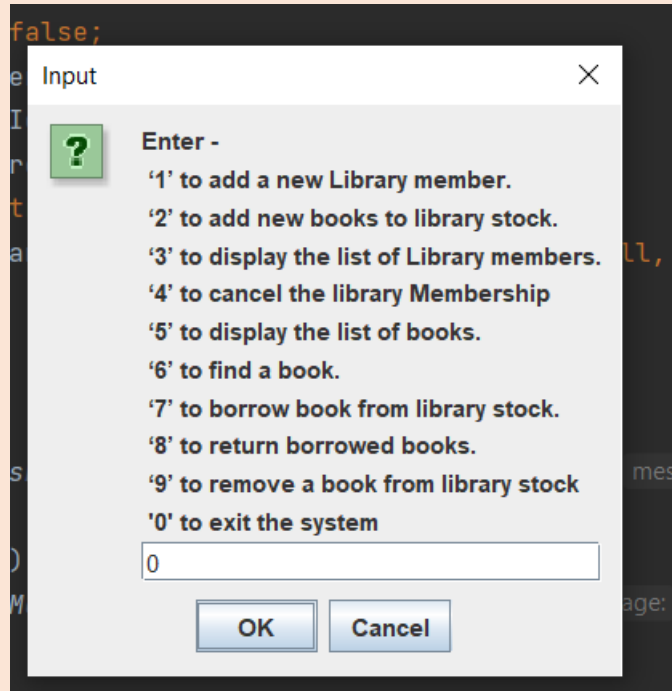 false;
Input
?
Enter -
‘1’ to add a new Library member.
‘2’ to add new books to library stock.
‘3’ to display the list of Library members.
ll,
‘4’ to cancel the library Membership
‘5’ to display the list of books.
‘6’ to find a book.
‘7’ to borrow book from library stock.
‘8’ to return borrowed books.
‘9’ to remove a book from library stock
mes
'0' to exit the system
0
age:
OK
Cancel